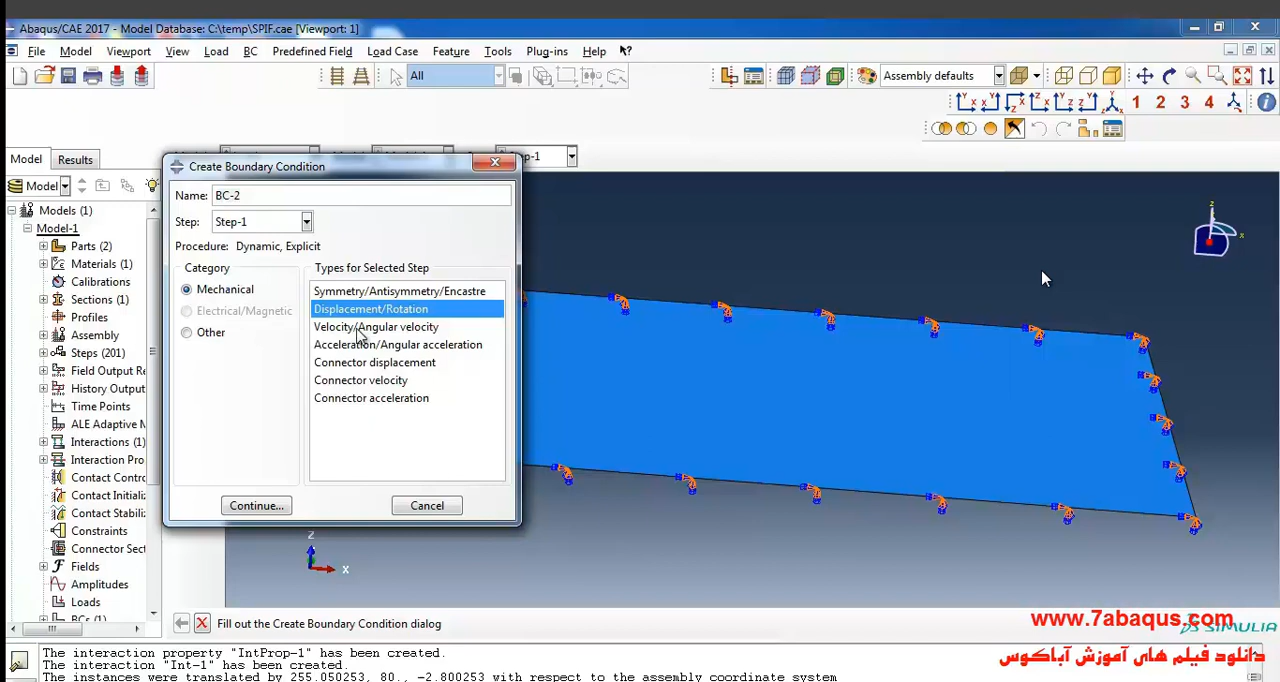 Abaqus/CAE 2017 - Model Database: C:\temp\SPIF.cae [Viewport: 1]
File Model Viewport View Load BC Predefined Field Load Case Feature Tools Plug-ins Help
All
Assembly defaults
1 2 3 4
Model Results
Create Boundary Condition
Name: BC-2
Step: Step-1
Procedure: Dynamic, Explicit
Category
Mechanical
Electrical/Magnetic
Other
Types for Selected Step
Symmetry/Antisymmetry/Encastre
Displacement/Rotation
Velocity/Angular velocity
Acceleration/Angular acceleration
Connector displacement
Connector velocity
Connector acceleration
Continue...
Cancel
Model
Models (1)
Model-1
Parts (2)
Materials (1)
Calibrations
Sections (1)
Profiles
Assembly
Steps (201)
Field Output Re
History Output
Time Points
ALE Adaptive M
Interactions (1)
Interaction Pro
Contact Contro
Contact Initializ
Contact Stabiliz
Constraints
Connector Sect
Fields
Amplitudes
Loads
BCs (1)
Z
X
z
x
Fill out the Create Boundary Condition dialog
www.7abaqus.com
SIMULIA
دانلود فیلم های آموزش آباکوس
The interaction property "IntProp-1" has been created.
The interaction "Int-1" has been crea
The instances were translated by 255.050253, 80., -2.000253 with respect to the assembly coordinate system